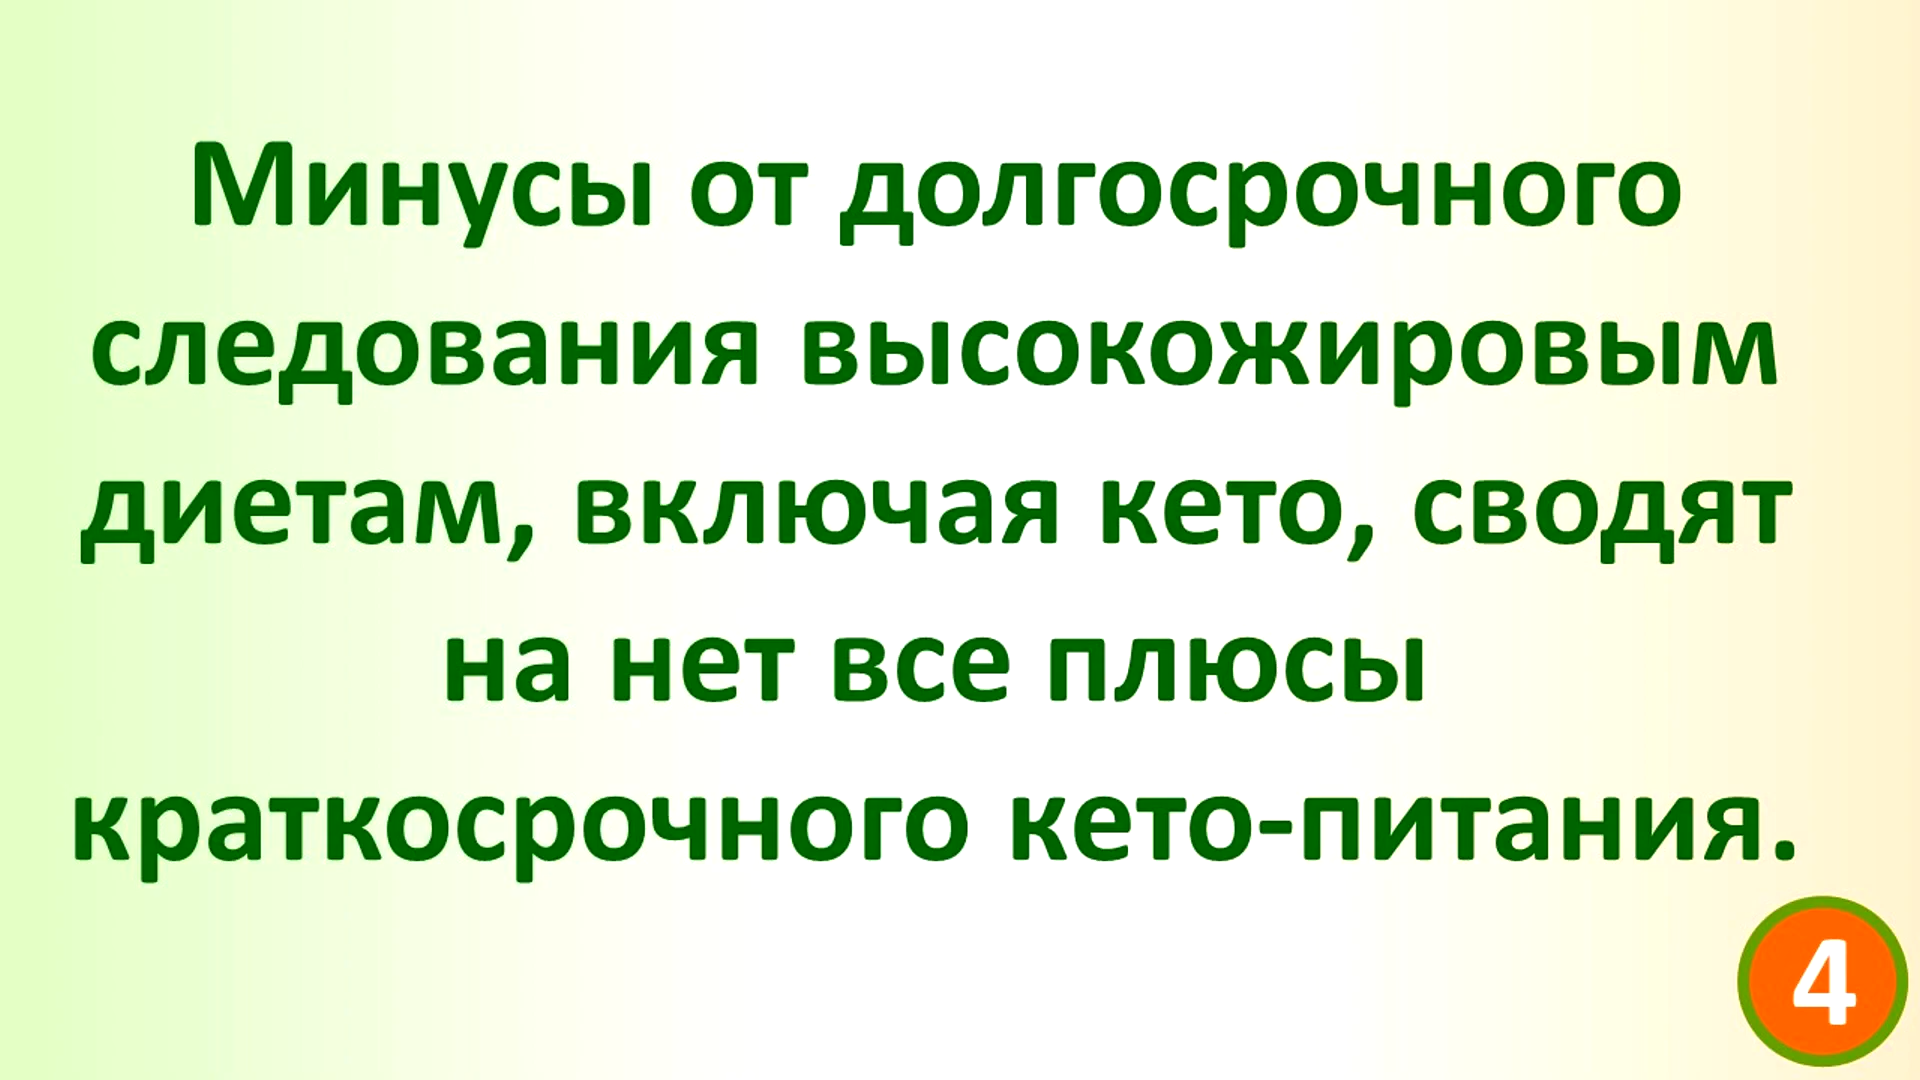 Минусы от долгосрочного
следования высокожировым
диетам, включая кето, сводят
на нет все плюсы
краткосрочного кето-питания.
4